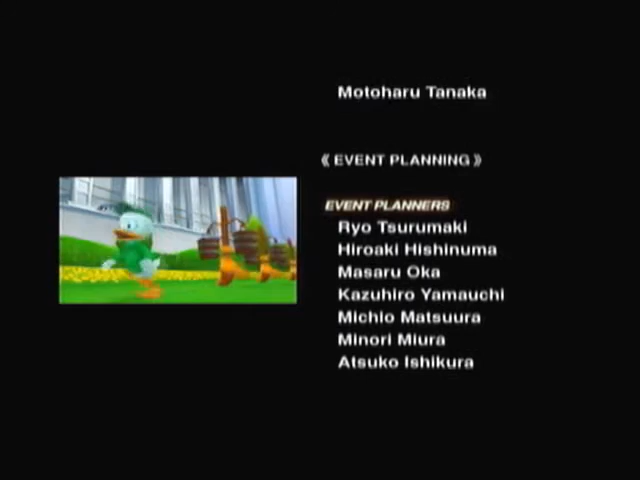 Motoharu Tanaka
《 EVENT PLANNING 》
EVENT PLANNERS
Ryo Tsurumaki
Hiroaki Hishinuma
Masaru Oka
Kazuhiro Yamauchi
Michio Matsuura
Minori Miura
Atsuko Ishikura